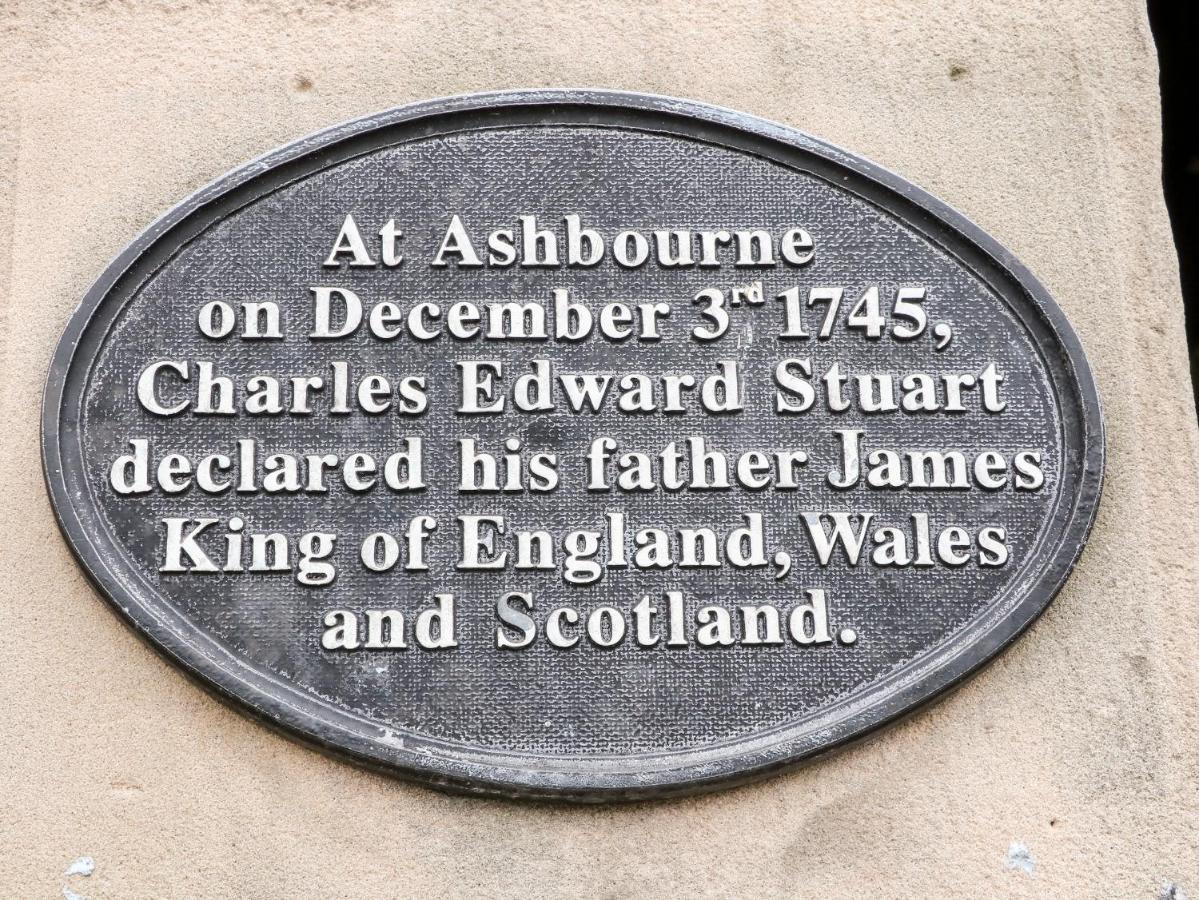 At Ashbourne
on December 3rd 1745,
Charles Edward Stuart
declared his father James
King of England, Wales
and Scotland.